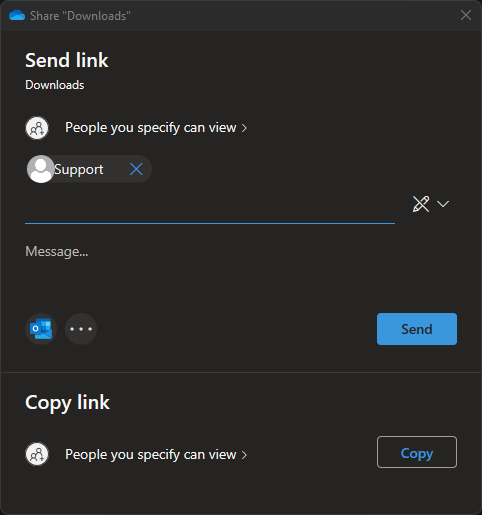 Share "Downloads"
Send link
Downloads
People you specify can view
Support
Message...
Send
Copy link
People you specify can view
Copy